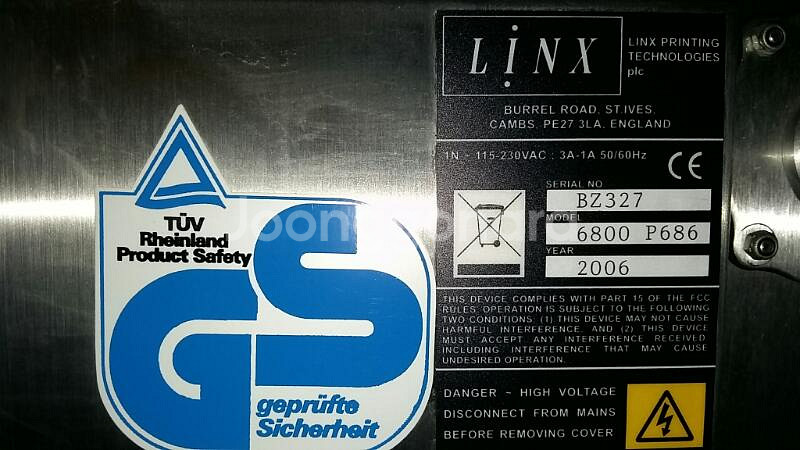 LINX
LINX PRINTING
TECHNOLOGIES
plc
BURREL ROAD, ST.IVES,
CAMBS, PE27 3LA, ENGLAND
1N - 115-230VAC : 3A-1A 50/60Hz
CE
SERIAL NO
BZ327
MODEL
6800 P686
YEAR
2006
THIS DEVICE COMPLIES WITH PART 15 OF THE FCC
RULES. OPERATION IS SUBJECT TO THE FOLLOWING
TWO CONDITIONS: (1) THIS DEVICE MAY NOT CAUSE
HARMFUL INTERFERENCE, AND (2) THIS DEVICE
MUST ACCEPT ANY INTERFERENCE RECEIVED
INCLUDING INTERFERENCE THAT MAY CAUSE
UNDESIRED OPERATION.
DANGER ~ HIGH VOLTAGE
DISCONNECT FROM MAINS
BEFORE REMOVING COVER
TÜV
Rheinland
Product Safety
GS
geprüfte
Sicherheit